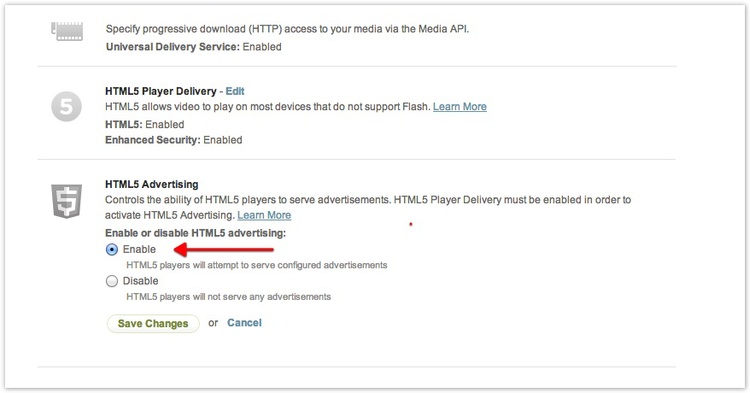 Specify progressive download (HTTP) access to your media via the Media API.
Universal Delivery Service: Enabled
5
HTML5 Player Delivery - Edit
HTML5 allows video to play on most devices that do not support Flash. Learn More
HTML5: Enabled
Enhanced Security: Enabled
$
HTML5 Advertising
Controls the ability of HTML5 players to serve advertisements. HTML5 Player Delivery must be enabled in order to
activate HTML5 Advertising. Learn More
Enable or disable HTML5 advertising:
Enable
HTML5 players will attempt to serve configured advertisements
Disable
HTML5 players will not serve any advertisements
Save Changes or Cancel